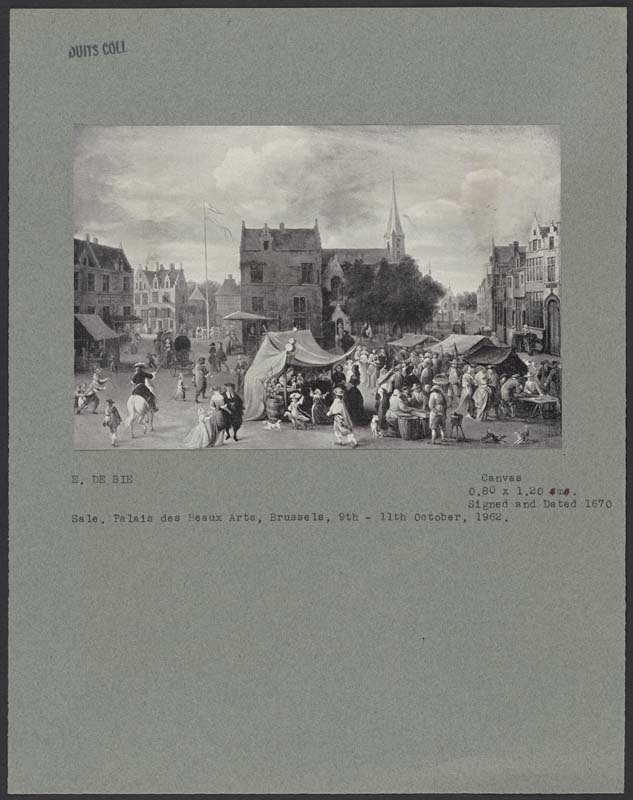 DUITS COLL
E. DE BIE
Canvas
0.80 x 1.20 cms.
Signed and Dated 1670
Sale. Palais des Beaux Arts, Brussels, 9th - 11th October, 1962.